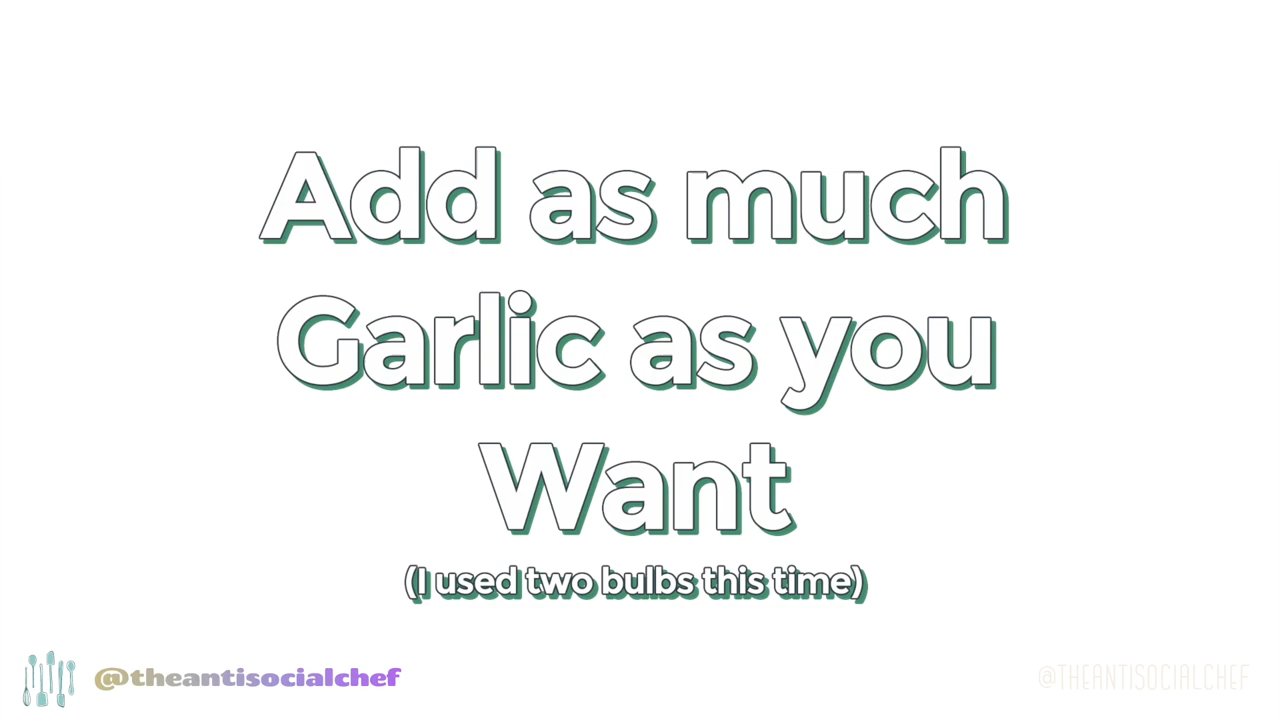 Add as much
Garlic as you
Want
(I used two bulbs this time)
@theantisocialchef
@THEANTISOCIALCHEF